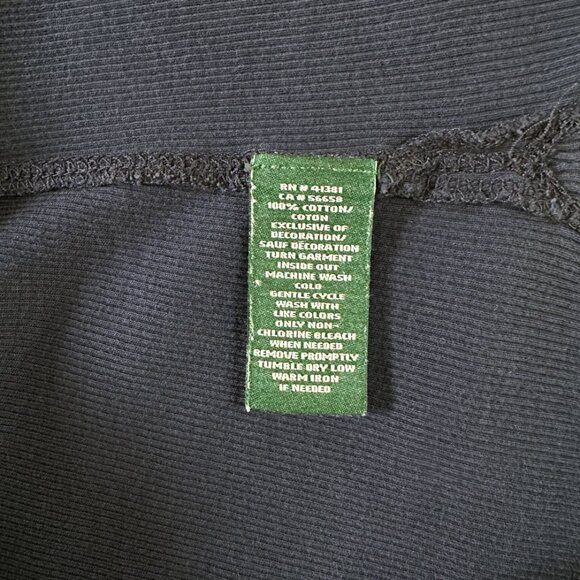 RN # 41381
CA # 56658
100% COTTON/
COTON
EXCLUSIVE OF
DECORATION/
SAUF DÉCORATION
TURN GARMENT
INSIDE OUT
MACHINE WASH
COLD
GENTLE CYCLE
WASH WITH
LIKE COLORS
ONLY NON-
CHLORINE BLEACH
WHEN NEEDED
REMOVE PROMPTLY
TUMBLE DRY LOW
WARM IRON
IF NEEDED